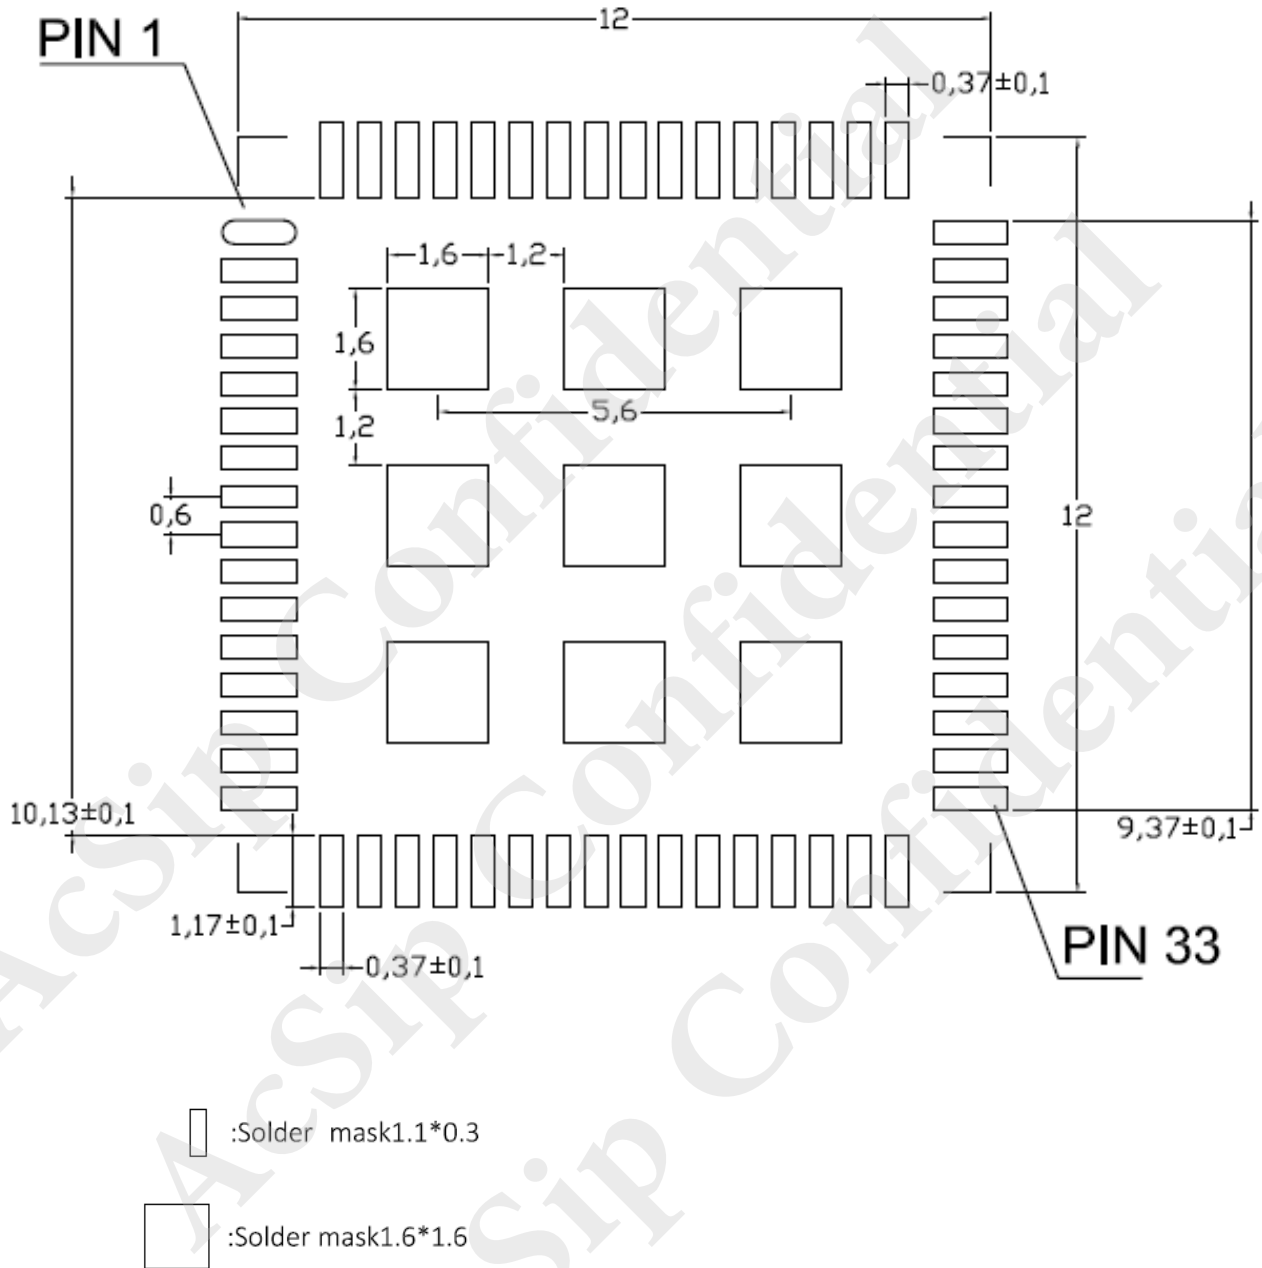 12
PIN 1
0,37±0,1
1,6
1,2
1,6
5,6
1,2
0,6
12
10,13±0,1
9,37±0,1
1,17±0,1
PIN 33
0,37±0,1
:Solder mask1.1*0.3
:Solder mask1.6*1.6
AcSip Confidential
AcSip Confidential
Sip Confidential